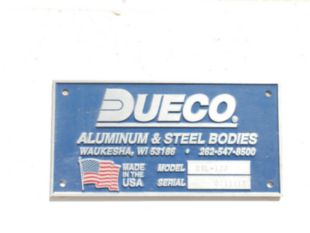 DUECO®
ALUMINUM & STEEL BODIES
WAUKESHA, WI 53186 • 262-547-8500
MADE IN THE USA
MODEL
SERIAL